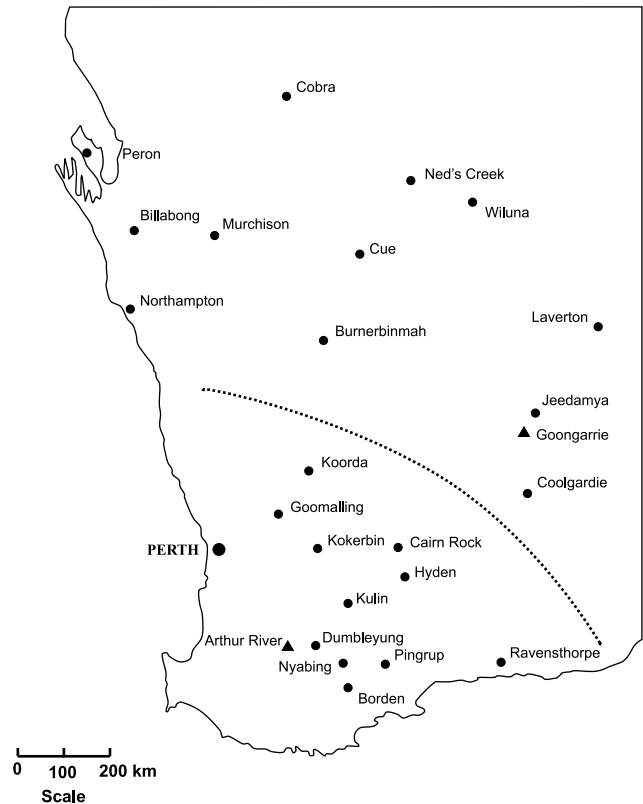 Cobra
Peron
Ned's Creek
Wiluna
Billabong
Murchison
Cue
Northampton
Burnerbinmah
Laverton
Jeedamya
Goongarrie
Koorda
Coolgardie
Goomalling
PERTH
Kokerbin
Cairn Rock
Hyden
Kulin
Arthur River
Dumbleyung
Nyabing
Pingrup
Ravensthorpe
Borden
0 100 200 km
Scale